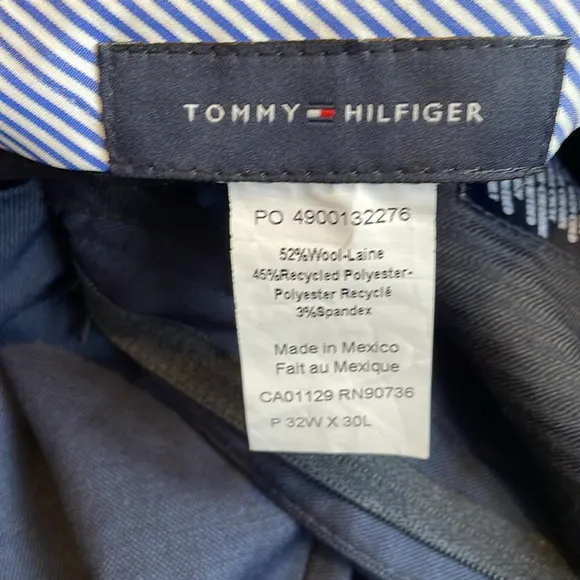 TOMMY HILFIGER
PO 4900132276
52%Wool-Laine
45%Recycled Polyester-
Polyester Recyclé
3%Spandex
Made in Mexico
Fait au Mexique
CA01129 RN90736
P 32W X 30L